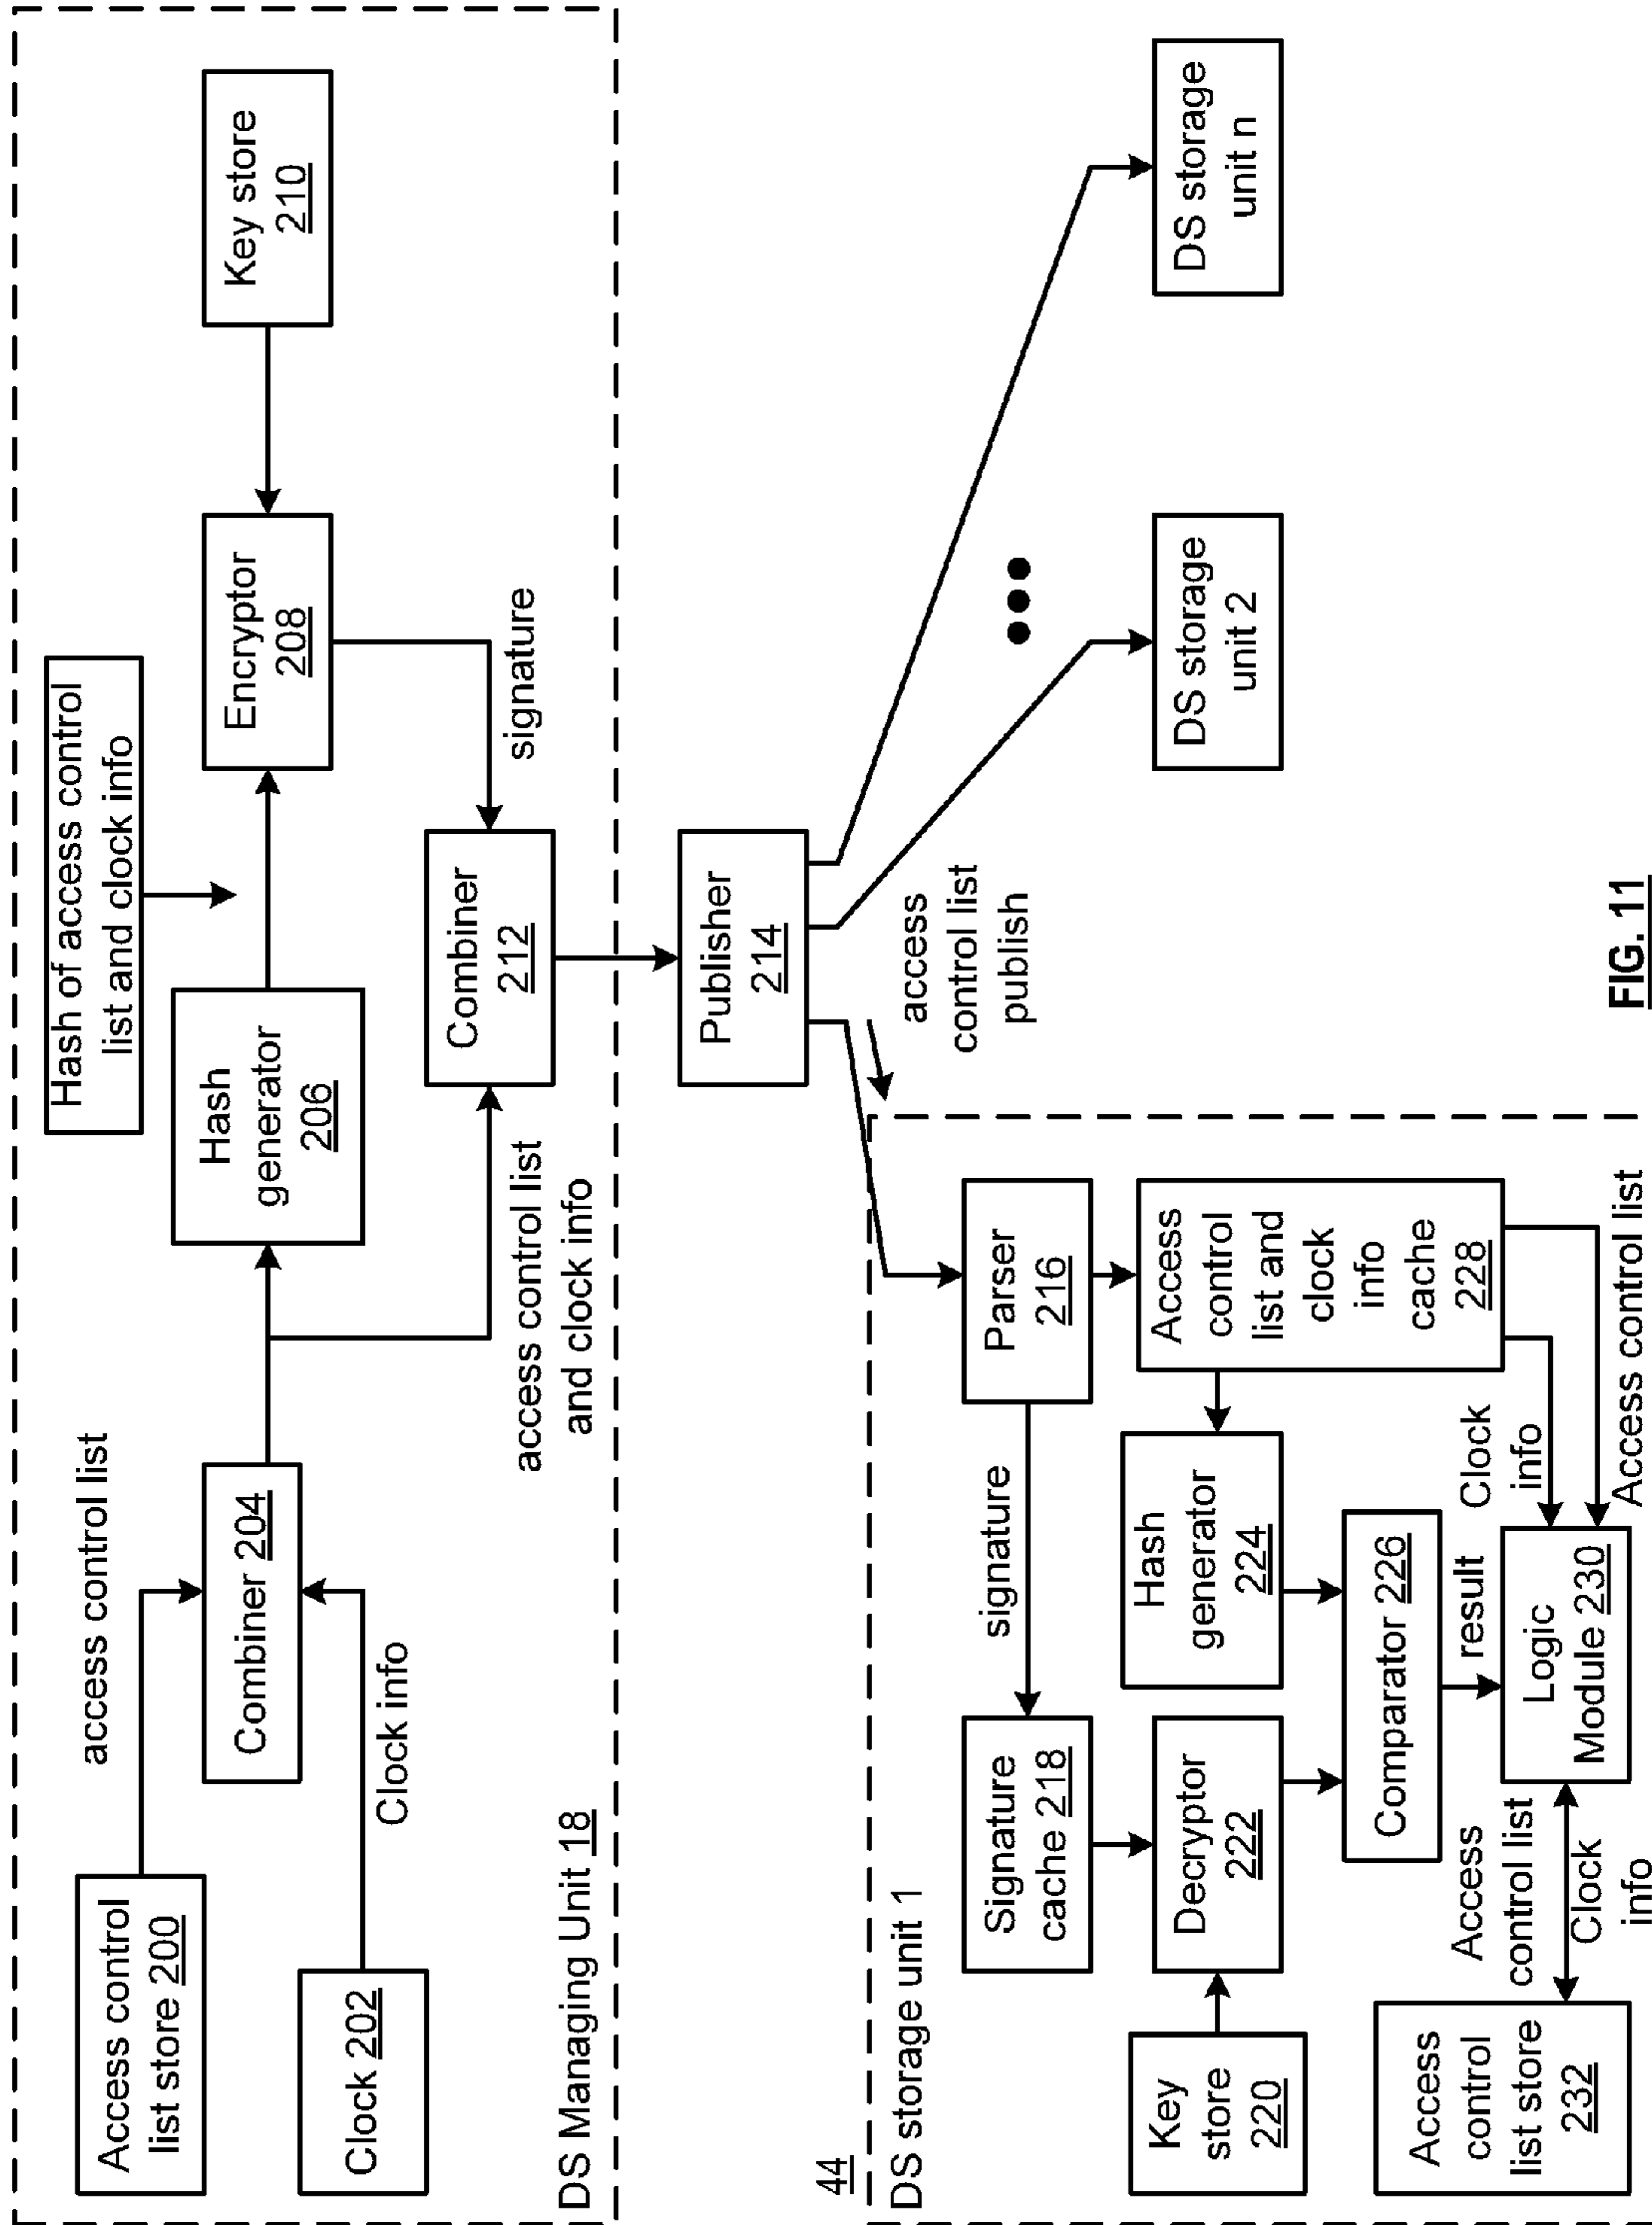 Hash of access control
list and clock info
access control list
Access control
list store 200
Clock 202
Clock info
Combiner 204
Hash
generator
206
Encryptor
208
Key store
210
signature
access control list
and clock info
Combiner
212
DS Managing Unit 18
Publisher
214
access
control list
publish
DS storage
unit 2
DS storage
unit n
44
DS storage unit 1
Parser
216
signature
Signature
cache 218
Key
store
220
Decryptor
222
Hash
generator
224
Access
control
list and
clock
info
cache
228
Comparator 226
result
Clock
info
Access control list
Logic
Module 230
Access
control list
Clock
info
Access
control
list store
232
FIG. 11